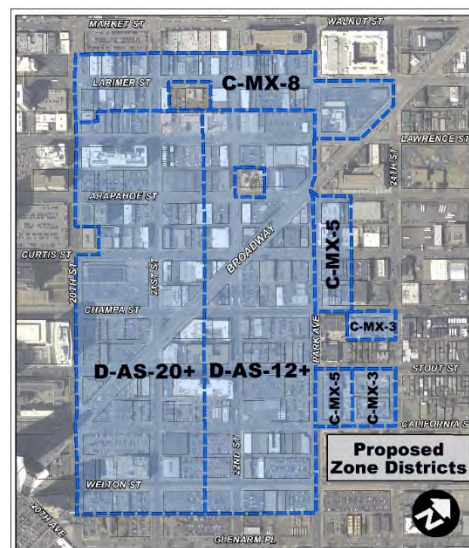 MARKET ST
WALNUT ST
LARIMER ST
C-MX-8
LAWRENCE ST
24TH ST
ARAPAHOE ST
BROADWAY
C-MX-5
CURTIS ST
20TH ST
21ST ST
CHAMPA ST
PARK AVE
C-MX-3
STOUT ST
D-AS-20+
D-AS-12+
C-MX-5
C-MX-3
CALIFORNIA S
22ND ST
Proposed
Zone Districts
WELTON ST
20TH AVE
GLENARM PL
N